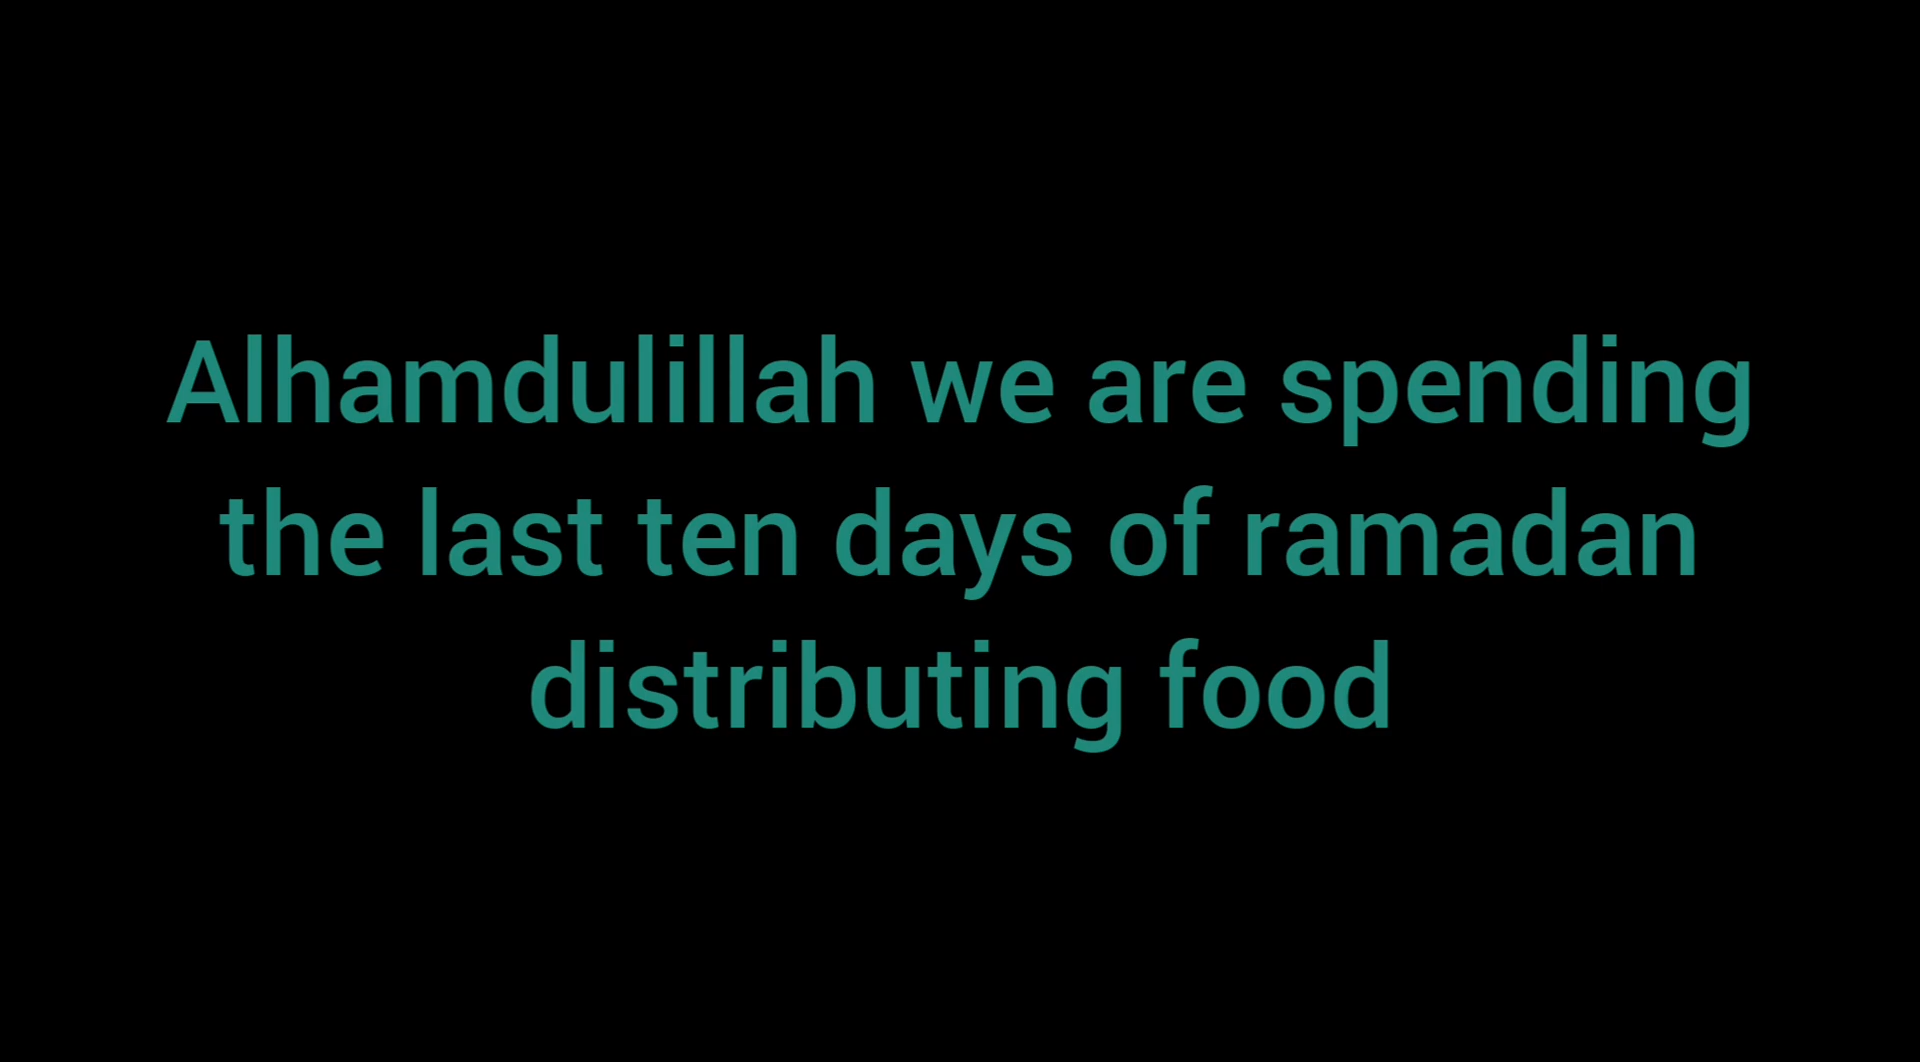 Alhamdulillah we are spending
the last ten days of ramadan
distributing food